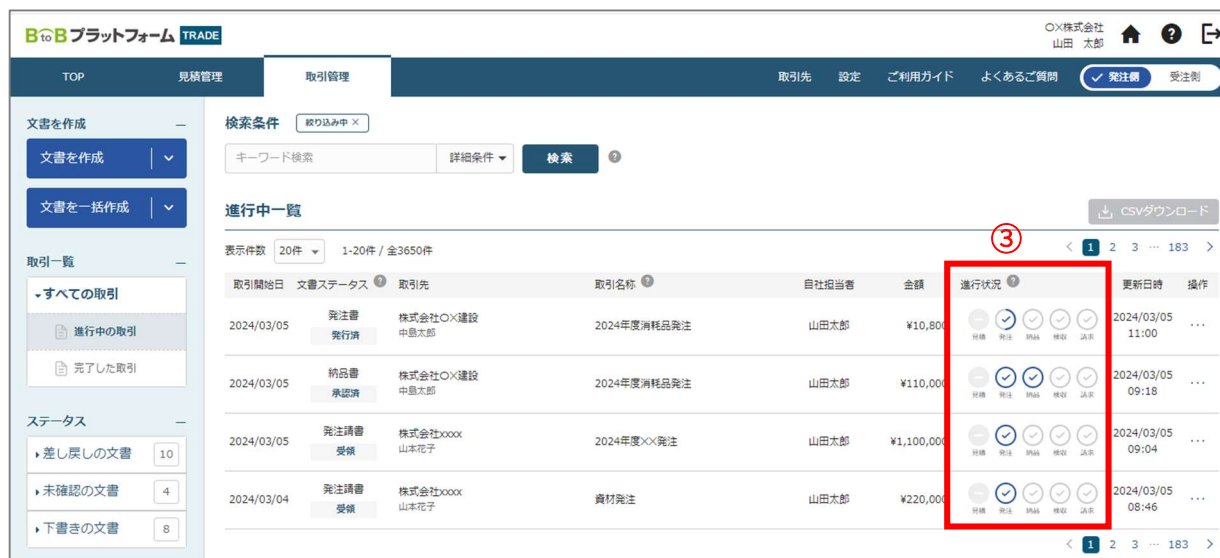 BtoBプラットフォーム TRADE
〇×株式会社
山田 太郎
TOP 見積管理 取引管理 取引先 設定 ご利用ガイド よくあるご質問 発注側 受注側
文書を作成
文書を作成
文書を一括作成
取引一覧
すべての取引
進行中の取引
完了した取引
ステータス
差し戻しの文書 10
未確認の文書 4
下書きの文書 8
検索条件 絞り込み中 ×
キーワード検索 詳細条件 検索
進行中一覧
CSVダウンロード
③
表示件数 20件 1-20件 / 全3650件
< 1 2 3 … 183 >
取引開始日 文書ステータス 取引先 取引名称 自社担当者 金額 進行状況 更新日時 操作
2024/03/05 発注書 発行済 株式会社〇×建設 中島太郎 2024年度消耗品発注 山田太郎 ¥10,800 見積 発注 納品 検収 請求 2024/03/05 11:00 …
2024/03/05 納品書 承認済 株式会社〇×建設 中島太郎 2024年度消耗品発注 山田太郎 ¥110,000 見積 発注 納品 検収 請求 2024/03/05 09:18 …
2024/03/05 発注請書 受領 株式会社xxxx 山本花子 2024年度××発注 山田太郎 ¥1,100,000 見積 発注 納品 検収 請求 2024/03/05 09:04 …
2024/03/04 発注請書 受領 株式会社xxxx 山本花子 資材発注 山田太郎 ¥220,000 見積 発注 納品 検収 請求 2024/03/05 08:46 …
< 1 2 3 … 183 >